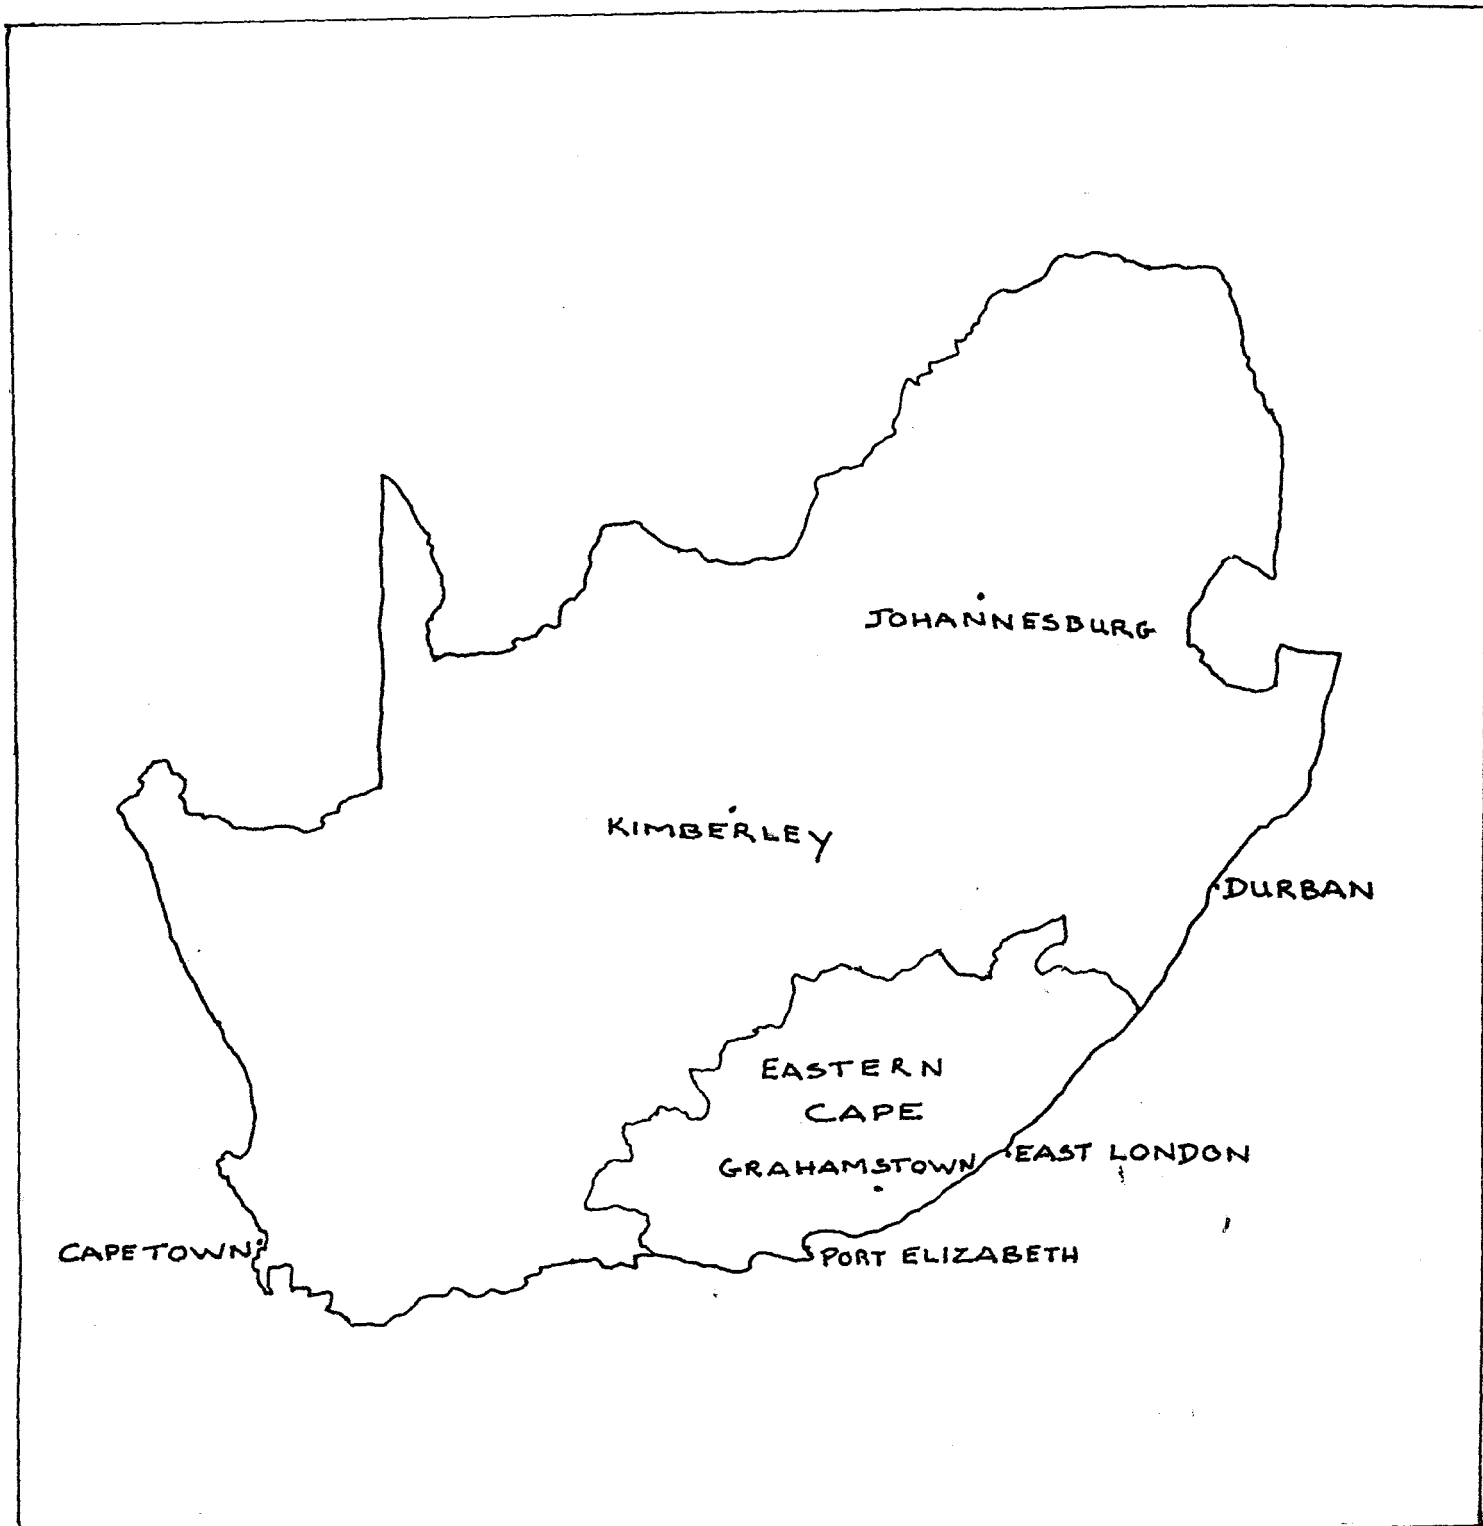 JOHANNESBURG
KIMBERLEY
DURBAN
EASTERN
CAPE
GRAHAMSTOWN
EAST LONDON
CAPETOWN
PORT ELIZABETH